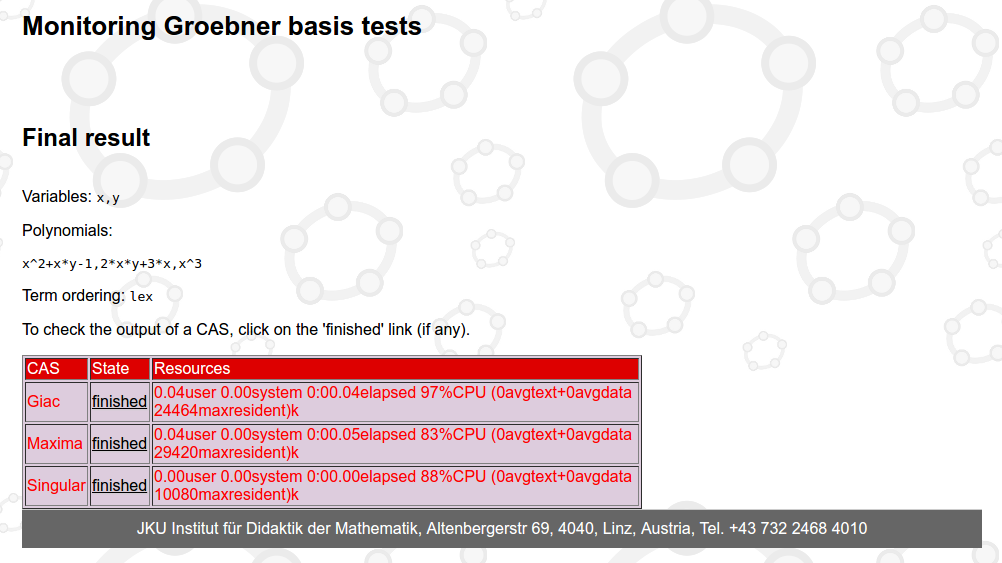 Monitoring Groebner basis tests
Final result
Variables: x,y
Polynomials:
x^2+x*y-1,2*x*y+3*x,x^3
Term ordering: lex
To check the output of a CAS, click on the 'finished' link (if any).
CAS State Resources
Giac finished 0.04user 0.00system 0:00.04elapsed 97%CPU (0avgtext+0avgdata
24464maxresident)k
Maxima finished 0.04user 0.00system 0:00.05elapsed 83%CPU (0avgtext+0avgdata
29420maxresident)k
Singular finished 0.00user 0.00system 0:00.00elapsed 88%CPU (0avgtext+0avgdata
10080maxresident)k
JKU Institut für Didaktik der Mathematik, Altenbergerstr 69, 4040, Linz, Austria, Tel. +43 732 2468 4010